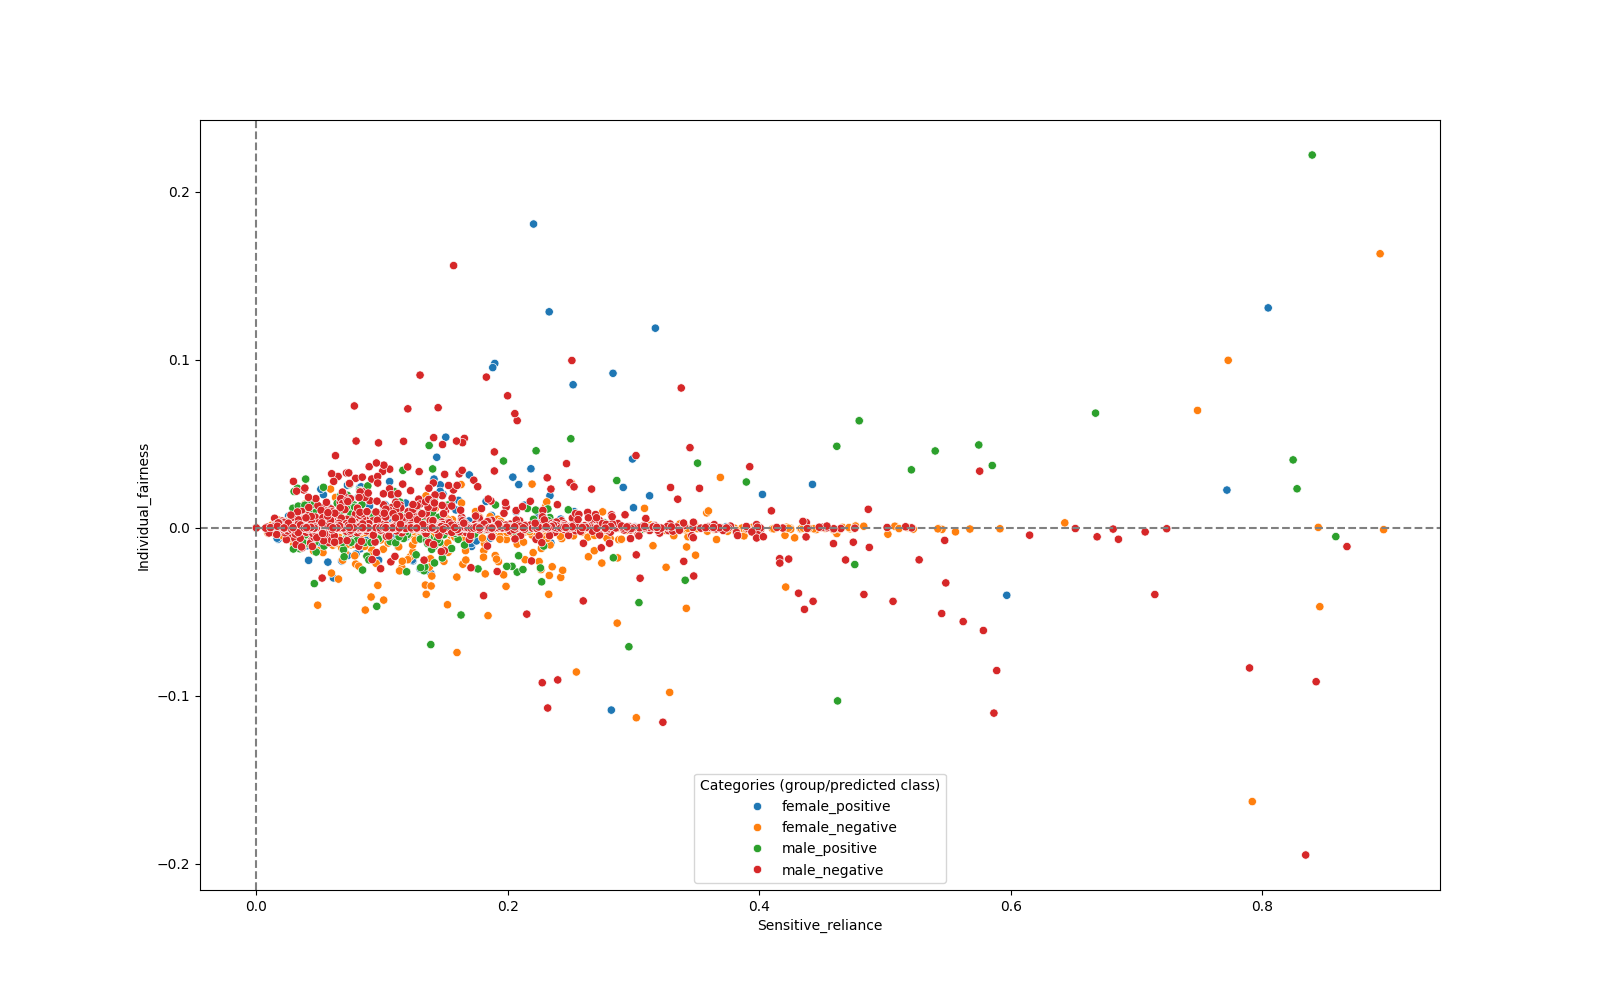 0.2
0.1
0.0
−0.1
−0.2
Individual_fairness
0.0
0.2
0.4
0.6
0.8
Sensitive_reliance
Categories (group/predicted class)
female_positive
female_negative
male_positive
male_negative